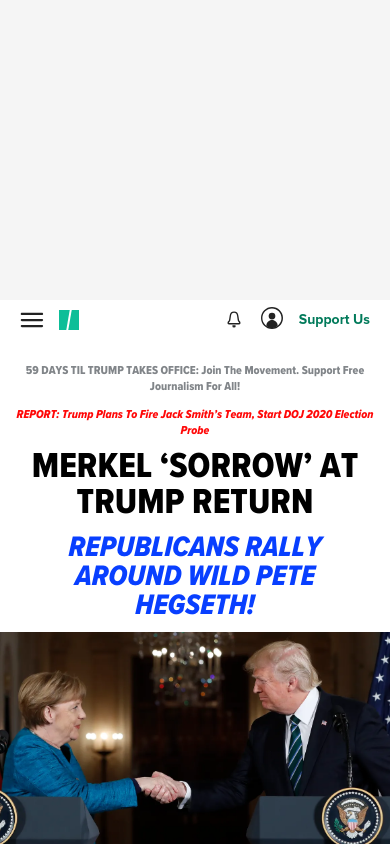 Support Us
59 DAYS TIL TRUMP TAKES OFFICE: Join The Movement. Support Free
Journalism For All!
REPORT: Trump Plans To Fire Jack Smith’s Team, Start DOJ 2020 Election
Probe
MERKEL ‘SORROW’ AT
TRUMP RETURN
REPUBLICANS RALLY
AROUND WILD PETE
HEGSETH!